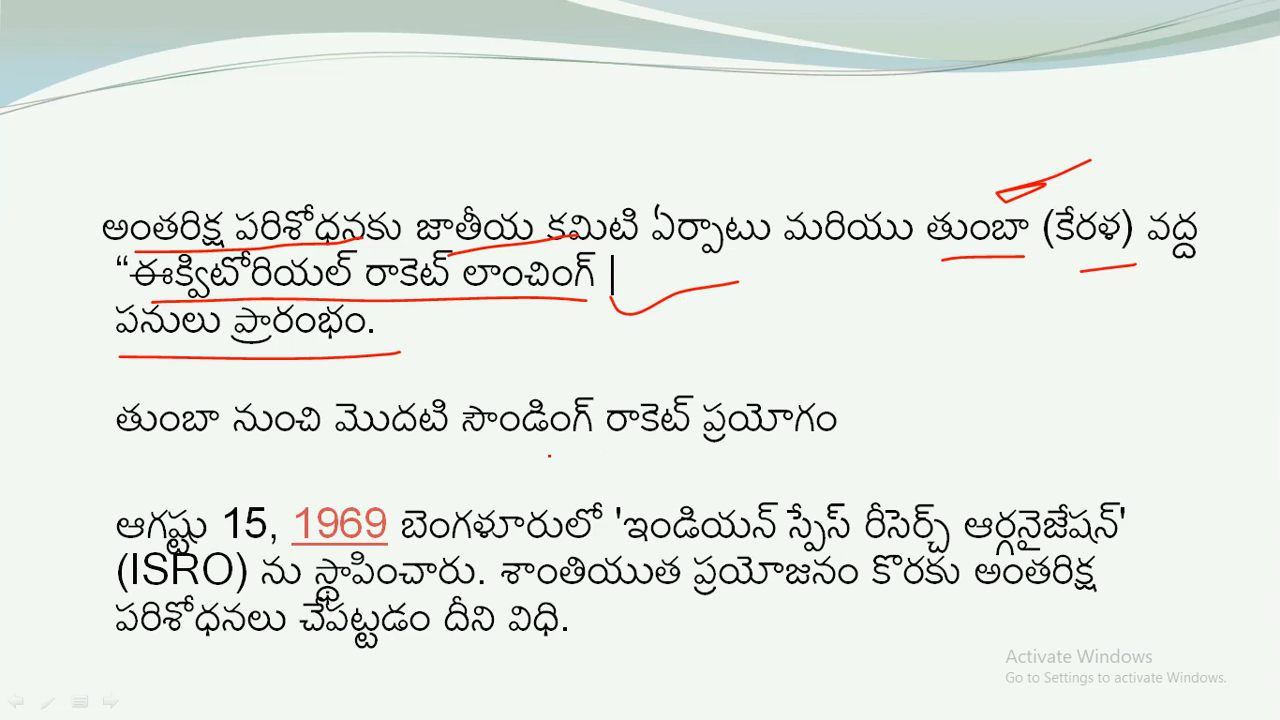 అంతరిక్ష పరిశోధనకు జాతీయ కమిటి ఏర్పాటు మరియు తుంబా (కేరళ) వద్ద
“ఈక్విటోరియల్ రాకెట్ లాంచింగ్ |
పనులు ప్రారంభం.
తుంబా నుంచి మొదటి సౌండింగ్ రాకెట్ ప్రయోగం
ఆగష్టు 15, 1969 బెంగళూరులో 'ఇండియన్ స్పేస్ రీసెర్చ్ ఆర్గనైజేషన్'
(ISRO) ను స్థాపించారు. శాంతియుత ప్రయోజనం కొరకు అంతరిక్ష
పరిశోధనలు చేపట్టడం దీని విధి.
Activate Windows
Go to Settings to activate Windows.